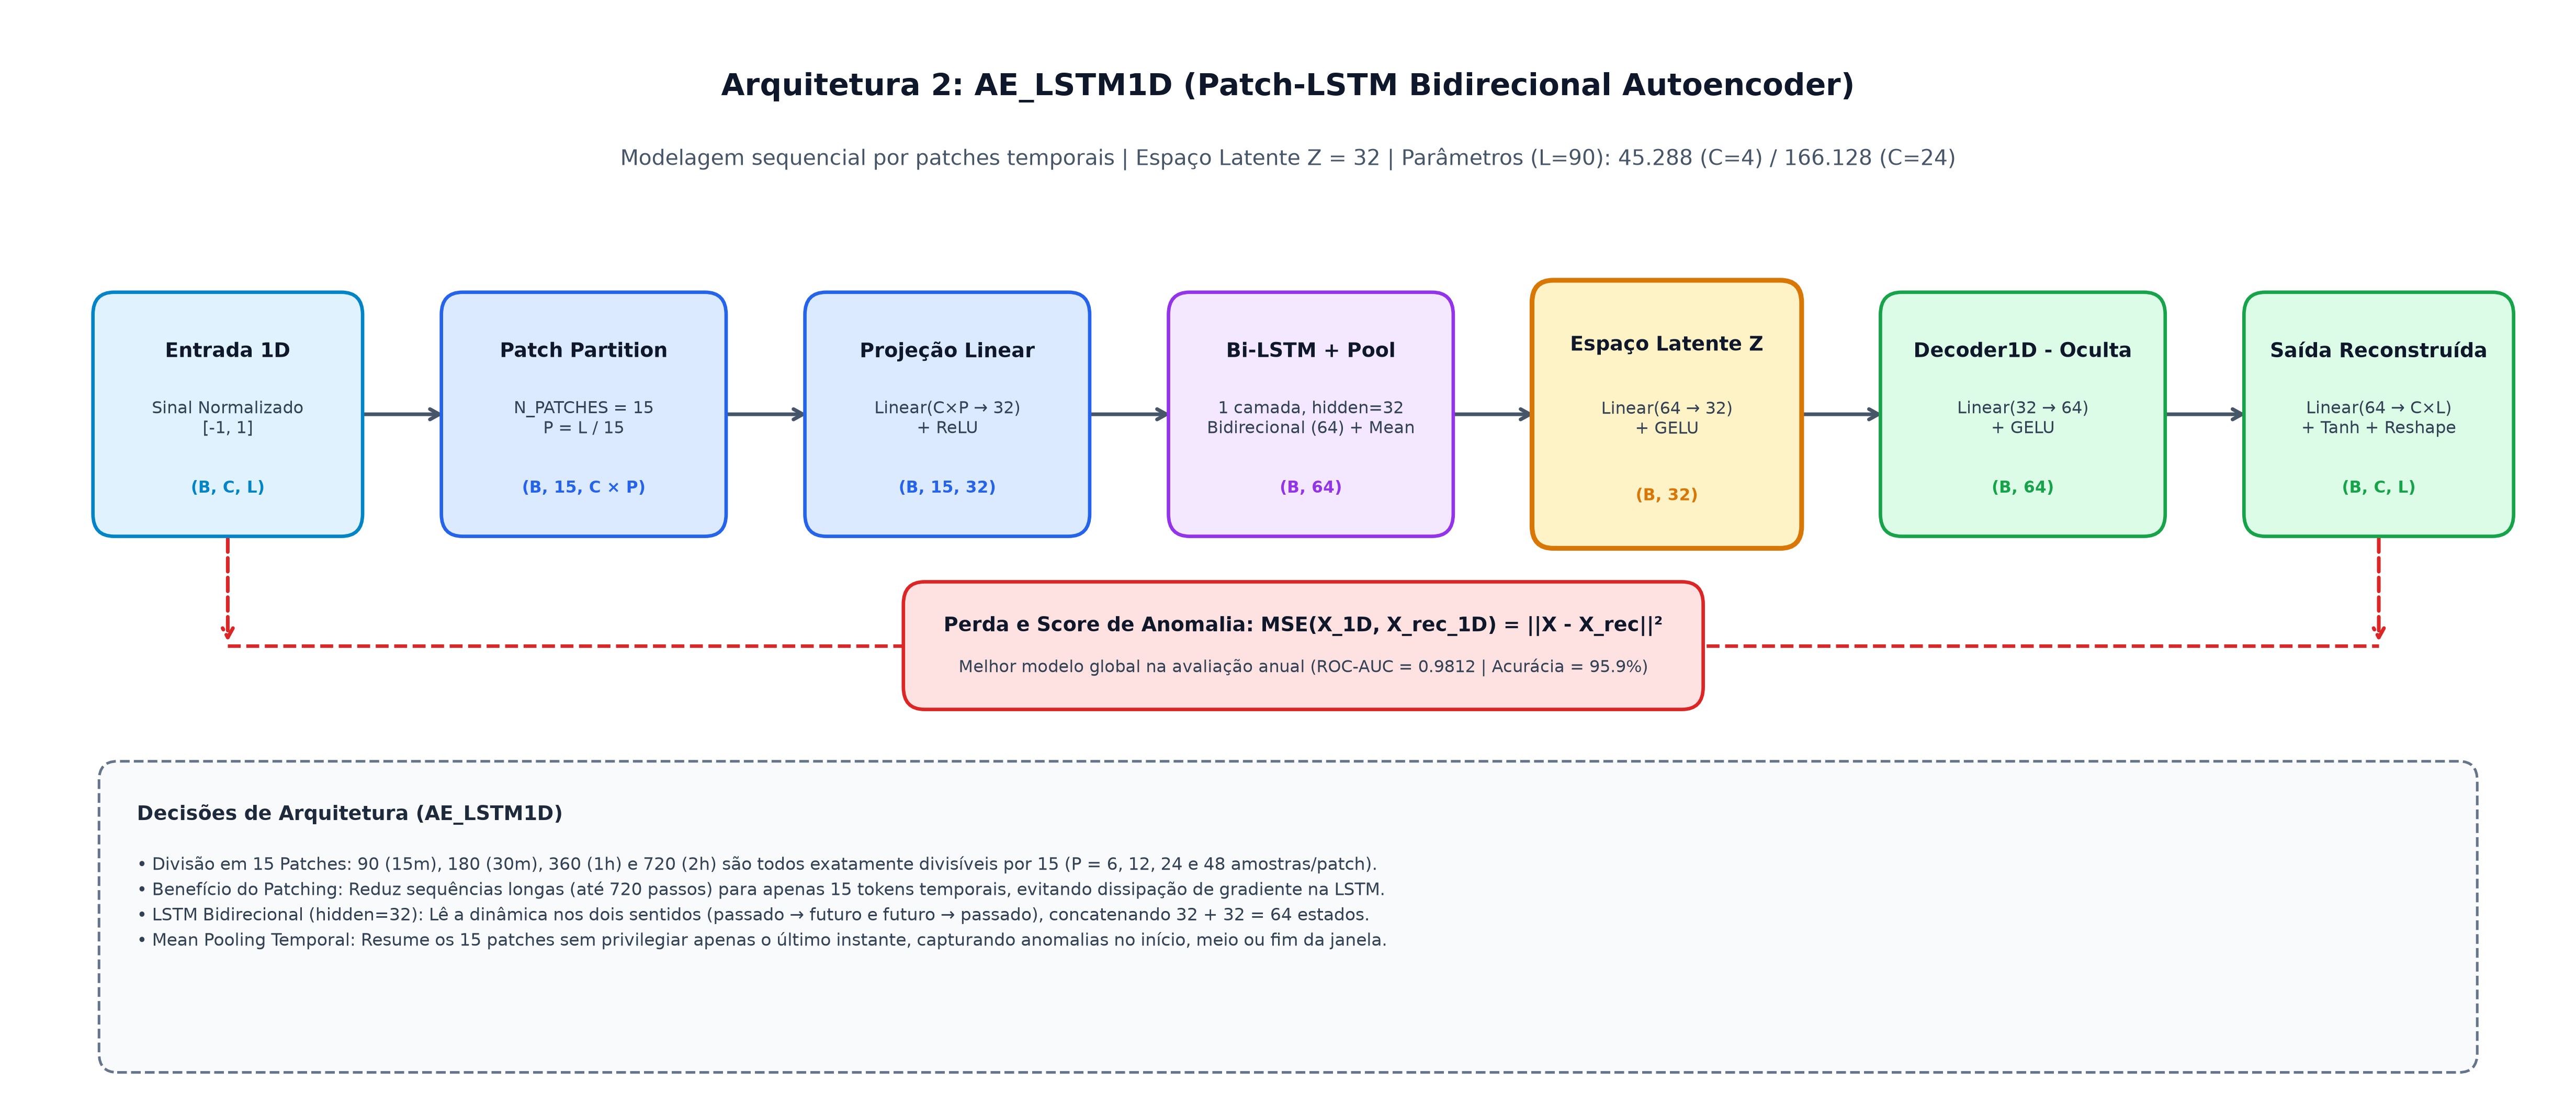 Arquitetura 2: AE_LSTM1D (Patch-LSTM Bidirecional Autoencoder)
Modelagem sequencial por patches temporais | Espaço Latente Z = 32 | Parâmetros (L=90): 45.288 (C=4) / 166.128 (C=24)
Entrada 1D
Sinal Normalizado
[-1, 1]
(B, C, L)
Patch Partition
N_PATCHES = 15
P = L / 15
(B, 15, C × P)
Projeção Linear
Linear(C×P → 32)
+ ReLU
(B, 15, 32)
Bi-LSTM + Pool
1 camada, hidden=32
Bidirecional (64) + Mean
(B, 64)
Espaço Latente Z
Linear(64 → 32)
+ GELU
(B, 32)
Decoder1D - Oculta
Linear(32 → 64)
+ GELU
(B, 64)
Saída Reconstruída
Linear(64 → C×L)
+ Tanh + Reshape
(B, C, L)
Perda e Score de Anomalia: MSE(X_1D, X_rec_1D) = ||X - X_rec||²
Melhor modelo global na avaliação anual (ROC-AUC = 0.9812 | Acurácia = 95.9%)
Decisões de Arquitetura (AE_LSTM1D)
• Divisão em 15 Patches: 90 (15m), 180 (30m), 360 (1h) e 720 (2h) são todos exatamente divisíveis por 15 (P = 6, 12, 24 e 48 amostras/patch).
• Benefício do Patching: Reduz sequências longas (até 720 passos) para apenas 15 tokens temporais, evitando dissipação de gradiente na LSTM.
• LSTM Bidirecional (hidden=32): Lê a dinâmica nos dois sentidos (passado → futuro e futuro → passado), concatenando 32 + 32 = 64 estados.
• Mean Pooling Temporal: Resume os 15 patches sem privilegiar apenas o último instante, capturando anomalias no início, meio ou fim da janela.